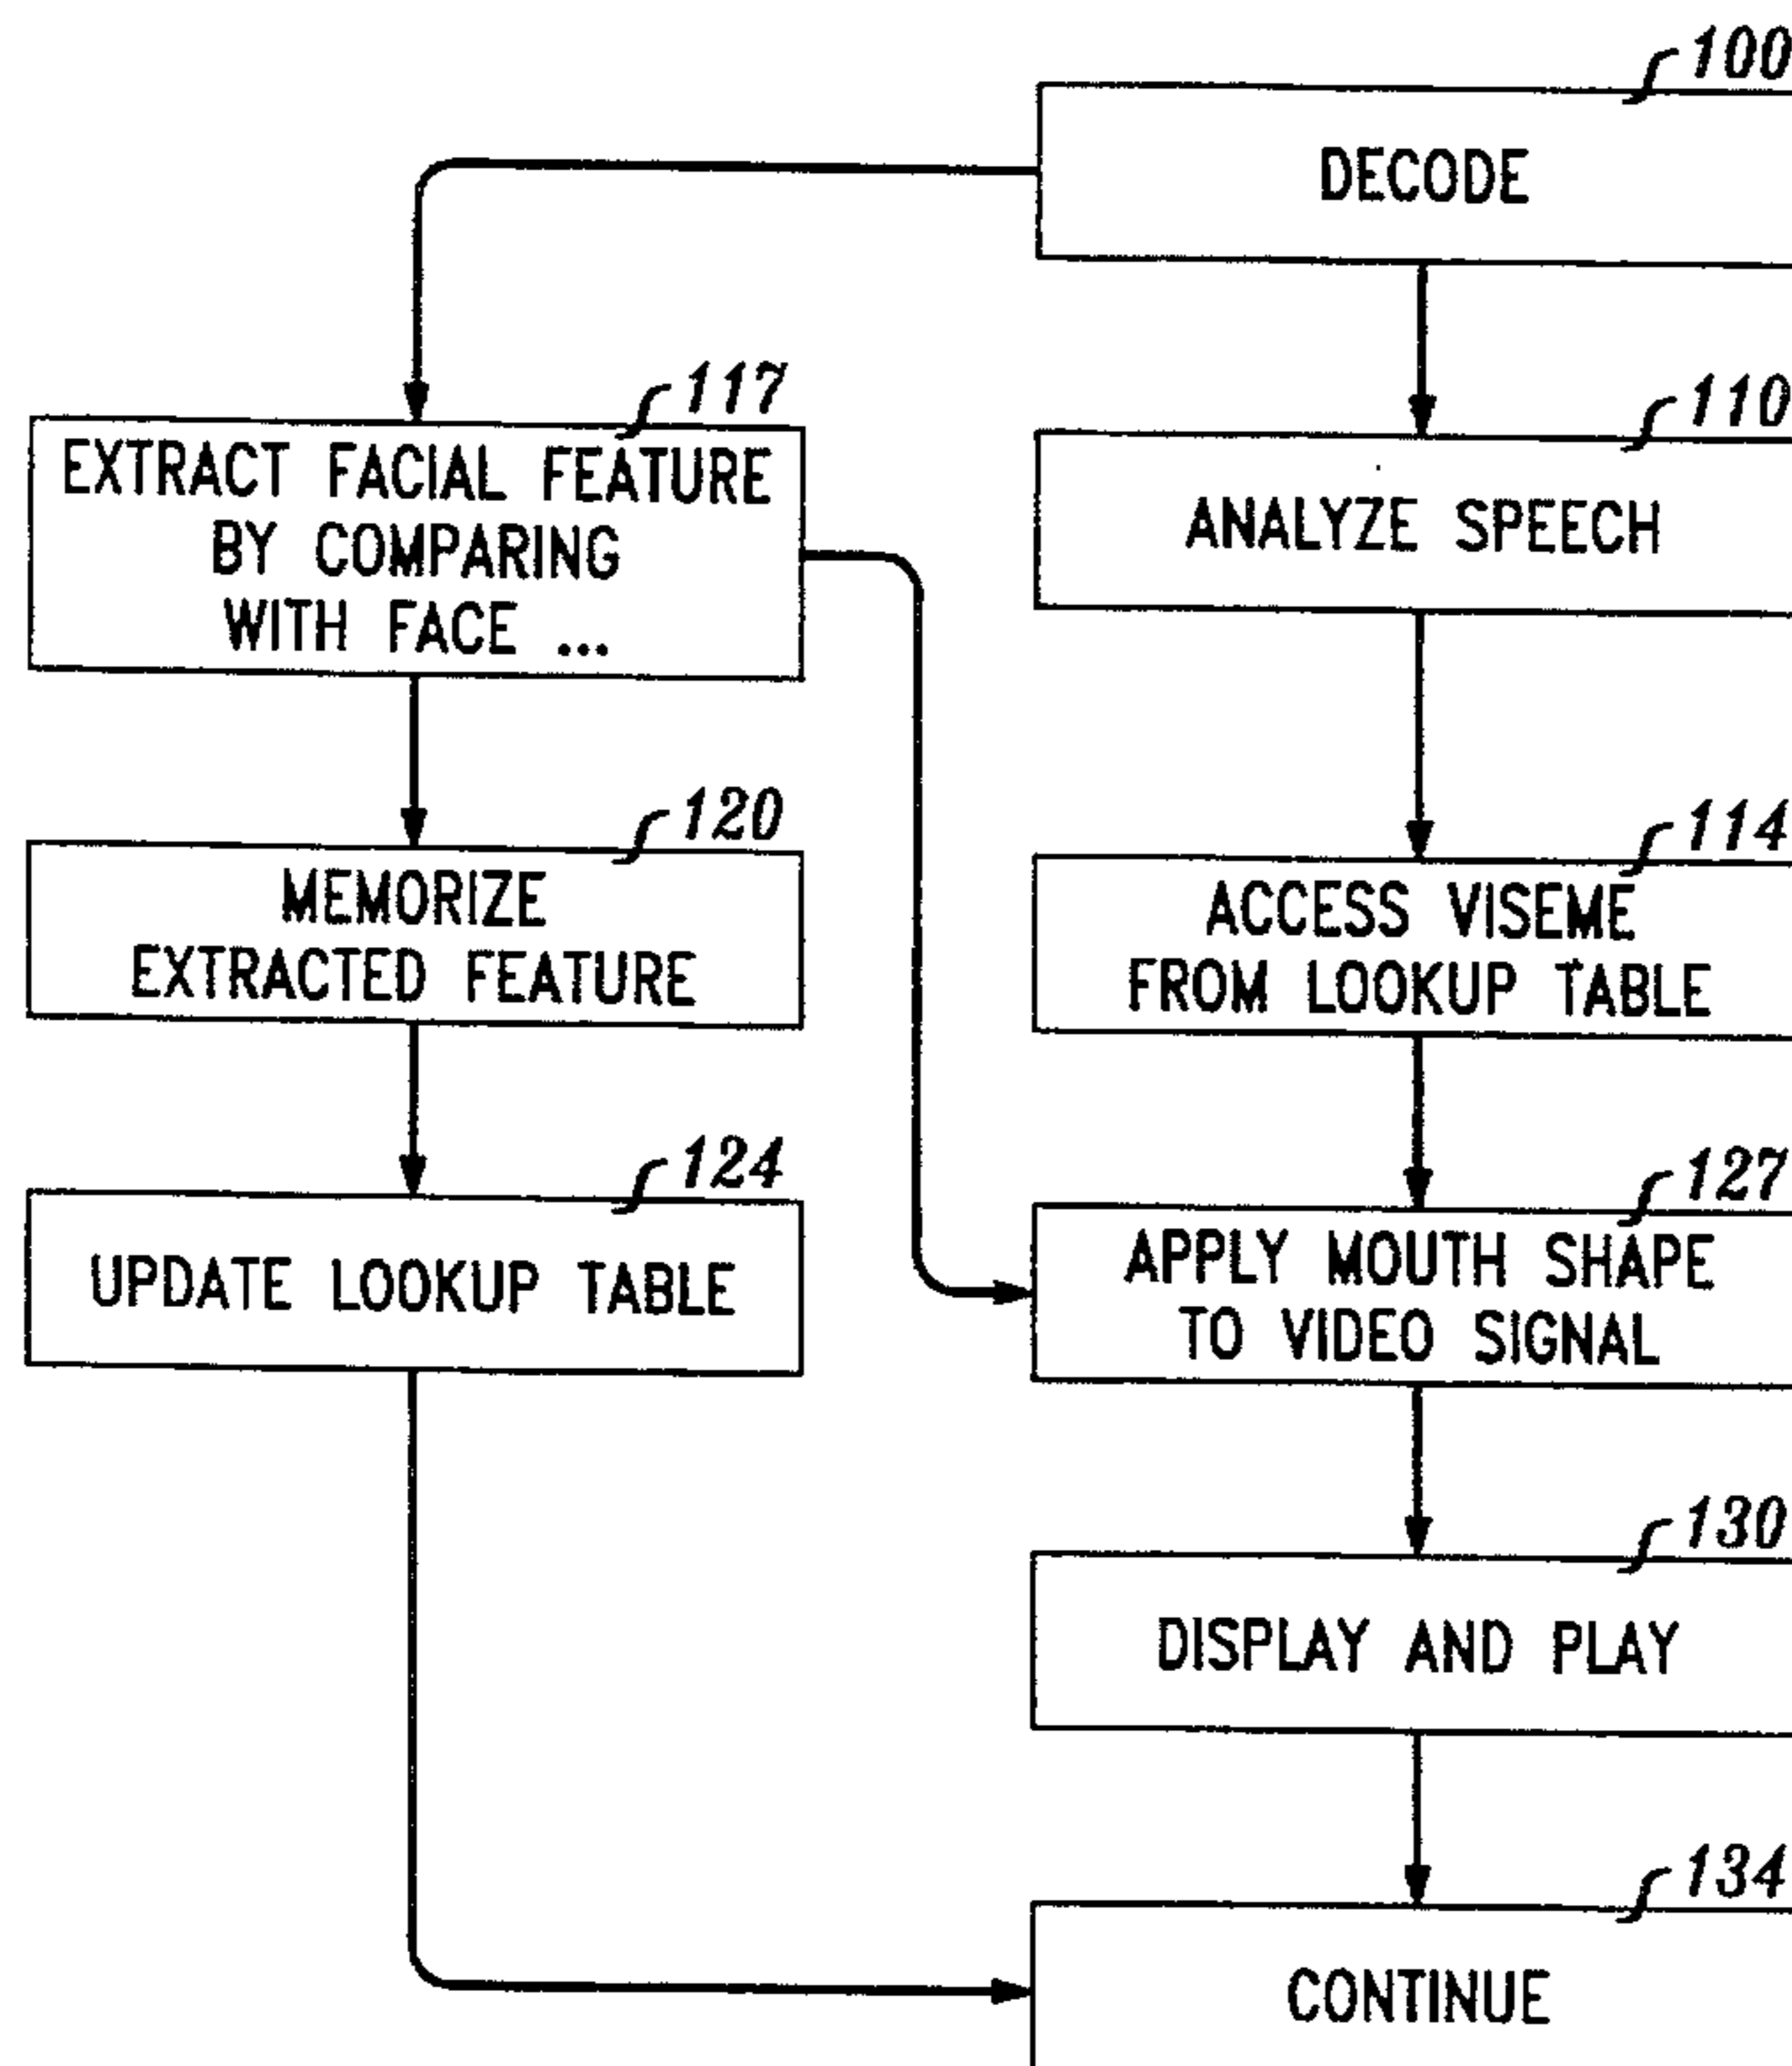 100
DECODE
117
EXTRACT FACIAL FEATURE
BY COMPARING
WITH FACE ...
110
ANALYZE SPEECH
120
MEMORIZE
EXTRACTED FEATURE
114
ACCESS VISEME
FROM LOOKUP TABLE
124
UPDATE LOOKUP TABLE
127
APPLY MOUTH SHAPE
TO VIDEO SIGNAL
130
DISPLAY AND PLAY
134
CONTINUE